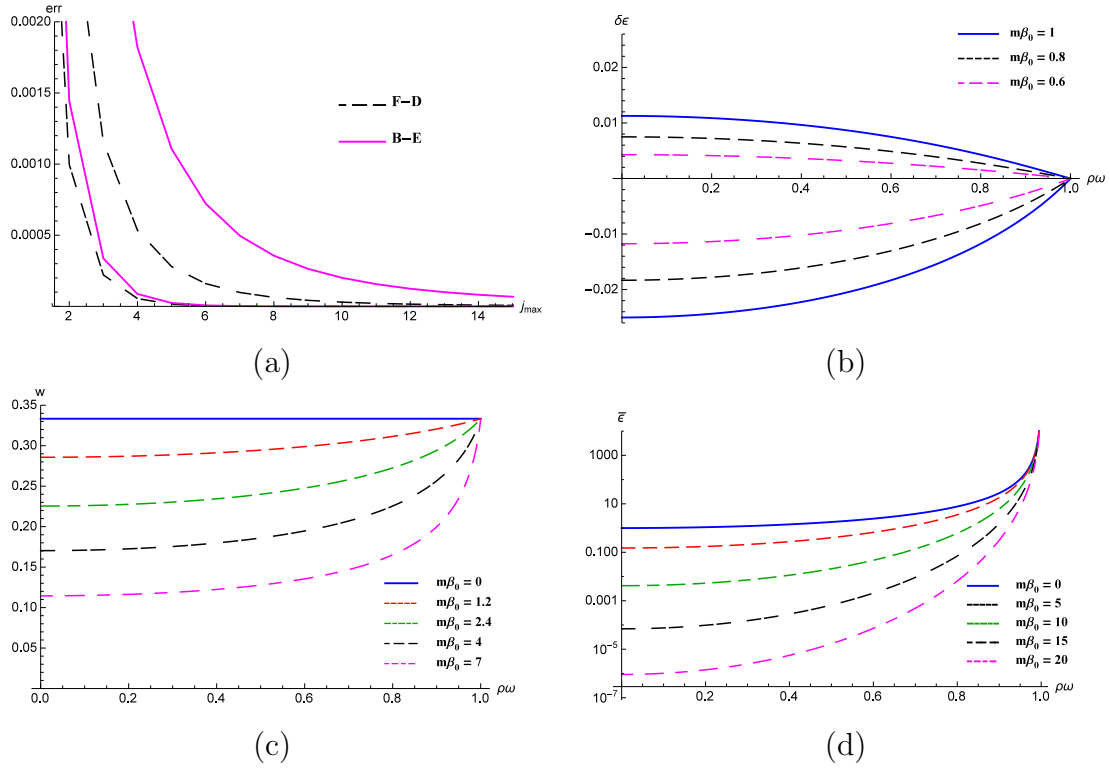 err
0.0020
0.0015
0.0010
0.0005
2 4 6 8 10 12 14
j_max
F–D
B–E
(a)
δϵ
0.02
0.01
−0.01
−0.02
0.2 0.4 0.6 0.8 1.0
ρω
mβ₀ = 1
mβ₀ = 0.8
mβ₀ = 0.6
(b)
w
0.35
0.30
0.25
0.20
0.15
0.10
0.05
0.0 0.2 0.4 0.6 0.8 1.0
ρω
mβ₀ = 0
mβ₀ = 1.2
mβ₀ = 2.4
mβ₀ = 4
mβ₀ = 7
(c)
ϵ̅
1000
10
0.100
0.001
10⁻⁵
10⁻⁷
0.2 0.4 0.6 0.8 1.0
ρω
mβ₀ = 0
mβ₀ = 5
mβ₀ = 10
mβ₀ = 15
mβ₀ = 20
(d)